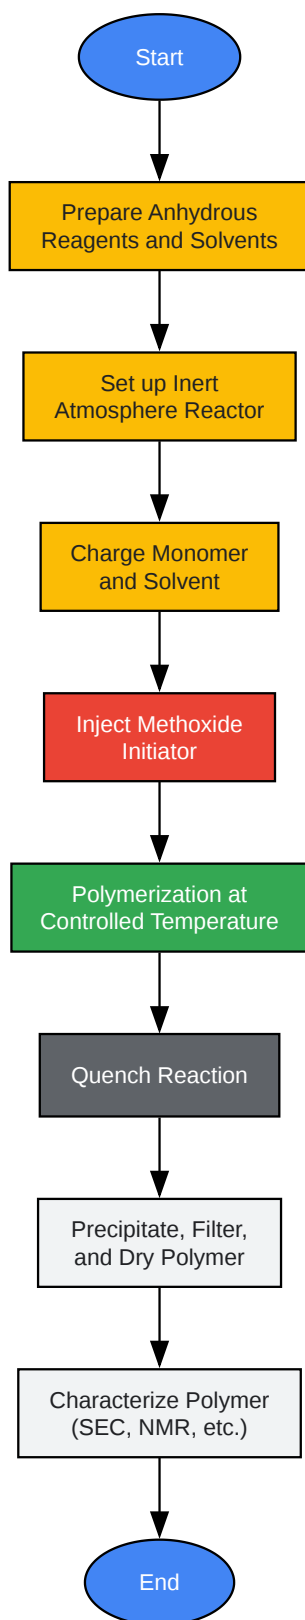 Start
Prepare Anhydrous
Reagents and Solvents
Set up Inert
Atmosphere Reactor
Charge Monomer
and Solvent
Inject Methoxide
Initiator
Polymerization at
Controlled Temperature
Quench Reaction
Precipitate, Filter,
and Dry Polymer
Characterize Polymer
(SEC, NMR, etc.)
End